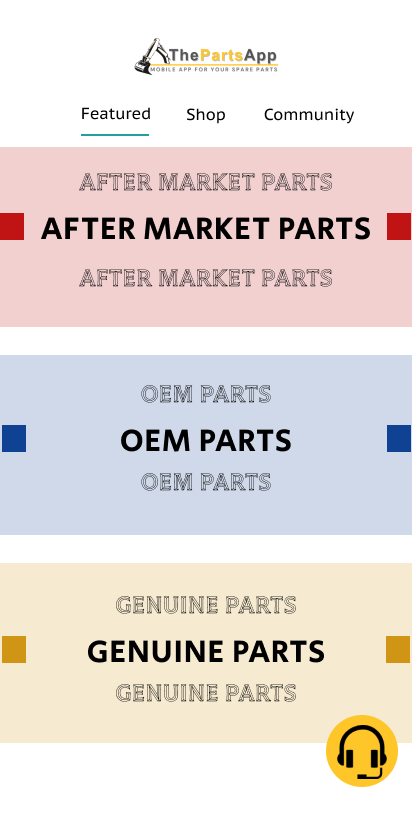 ThePartsApp
MOBILE APP FOR YOUR SPARE PARTS
Featured Shop Community
AFTER MARKET PARTS
AFTER MARKET PARTS
AFTER MARKET PARTS
OEM PARTS
OEM PARTS
OEM PARTS
GENUINE PARTS
GENUINE PARTS
GENUINE PARTS